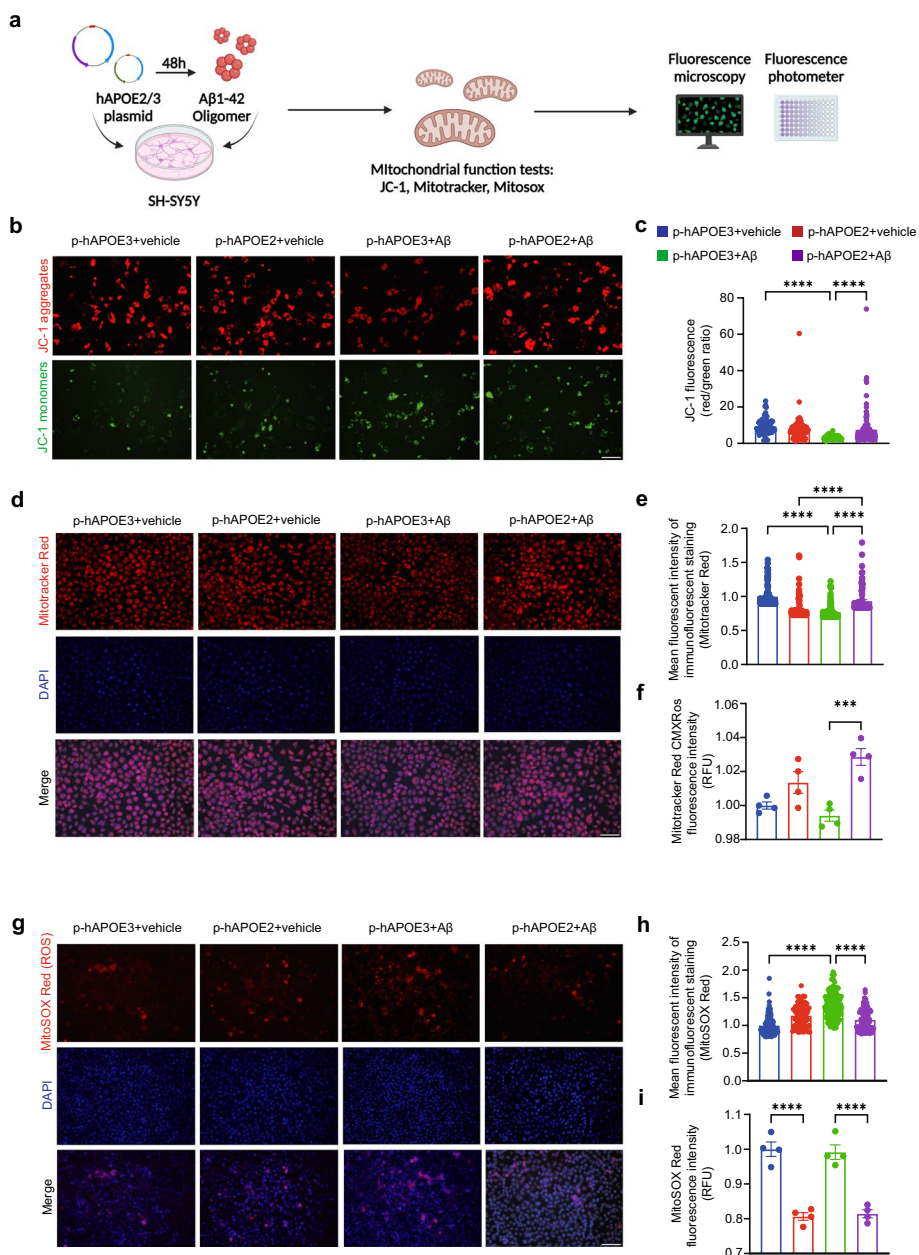 a
48h
hAPOE2/3
plasmid
Aβ1-42
Oligomer
SH-SY5Y
MItochondrial function tests:
JC-1, Mitotracker, Mitosox
Fluorescence
microscopy
Fluorescence
photometer
b
p-hAPOE3+vehicle
p-hAPOE2+vehicle
p-hAPOE3+Aβ
p-hAPOE2+Aβ
JC-1 aggregates
JC-1 monomers
c
p-hAPOE3+vehicle
p-hAPOE2+vehicle
p-hAPOE3+Aβ
p-hAPOE2+Aβ
****
****
JC-1 fluorescence
(red/green ratio)
80
60
40
20
0
d
p-hAPOE3+vehicle
p-hAPOE2+vehicle
p-hAPOE3+Aβ
p-hAPOE2+Aβ
Mitotracker Red
DAPI
Merge
e
****
****
****
Mean fluorescent intensity of
immunofluorescent staining
(Mitotracker Red)
2.0
1.5
1.0
0.5
0.0
f
***
Mitotracker Red CMXRos
fluorescence intensity
(RFU)
1.06
1.04
1.02
1.00
0.98
g
p-hAPOE3+vehicle
p-hAPOE2+vehicle
p-hAPOE3+Aβ
p-hAPOE2+Aβ
MitoSOX Red (ROS)
DAPI
Merge
h
****
****
Mean fluorescent intensity of
immunofluorescent staining
(MitoSOX Red)
2.5
2.0
1.5
1.0
0.5
0.0
i
****
****
MitoSOX Red
fluorescence intensity
(RFU)
1.1
1.0
0.9
0.8
0.7